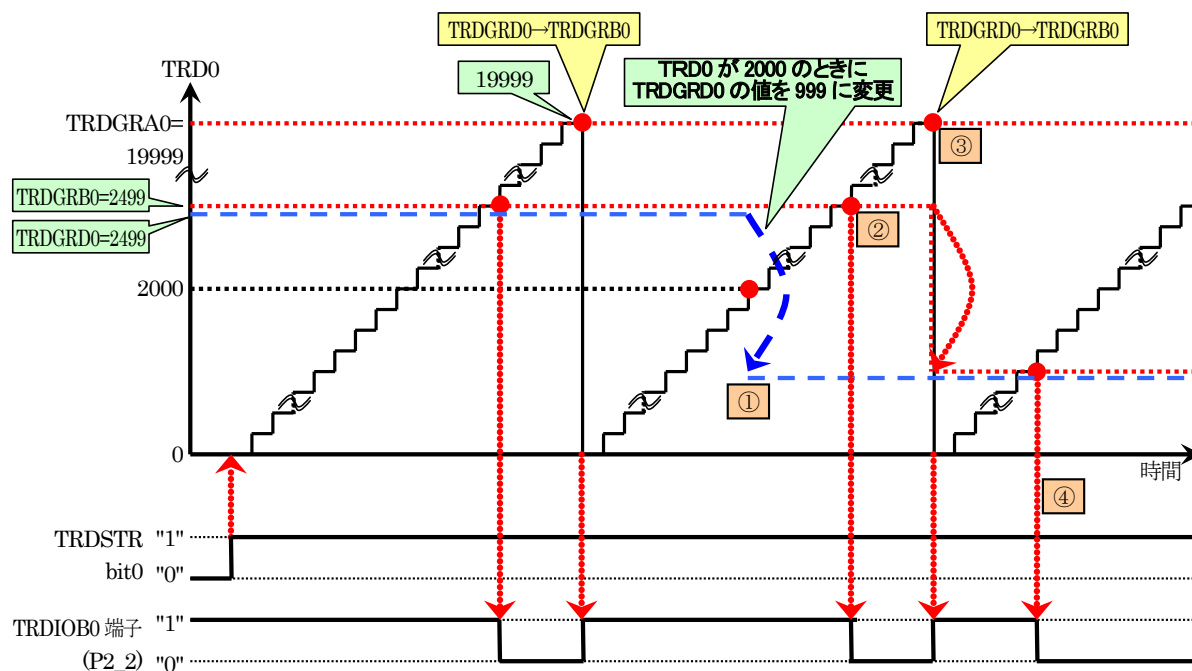 TRDGRD0→TRDGRB0
TRDGRD0→TRDGRB0
TRD0
19999
TRD0 が 2000 のときに
TRDGRD0 の値を 999 に変更
TRDGRA0=
19999
③
TRDGRB0=2499
②
TRDGRD0=2499
2000
①
0
時間
④
TRDSTR "1"
bit0 "0"
TRDIOB0 端子 "1"
(P2_2) "0"